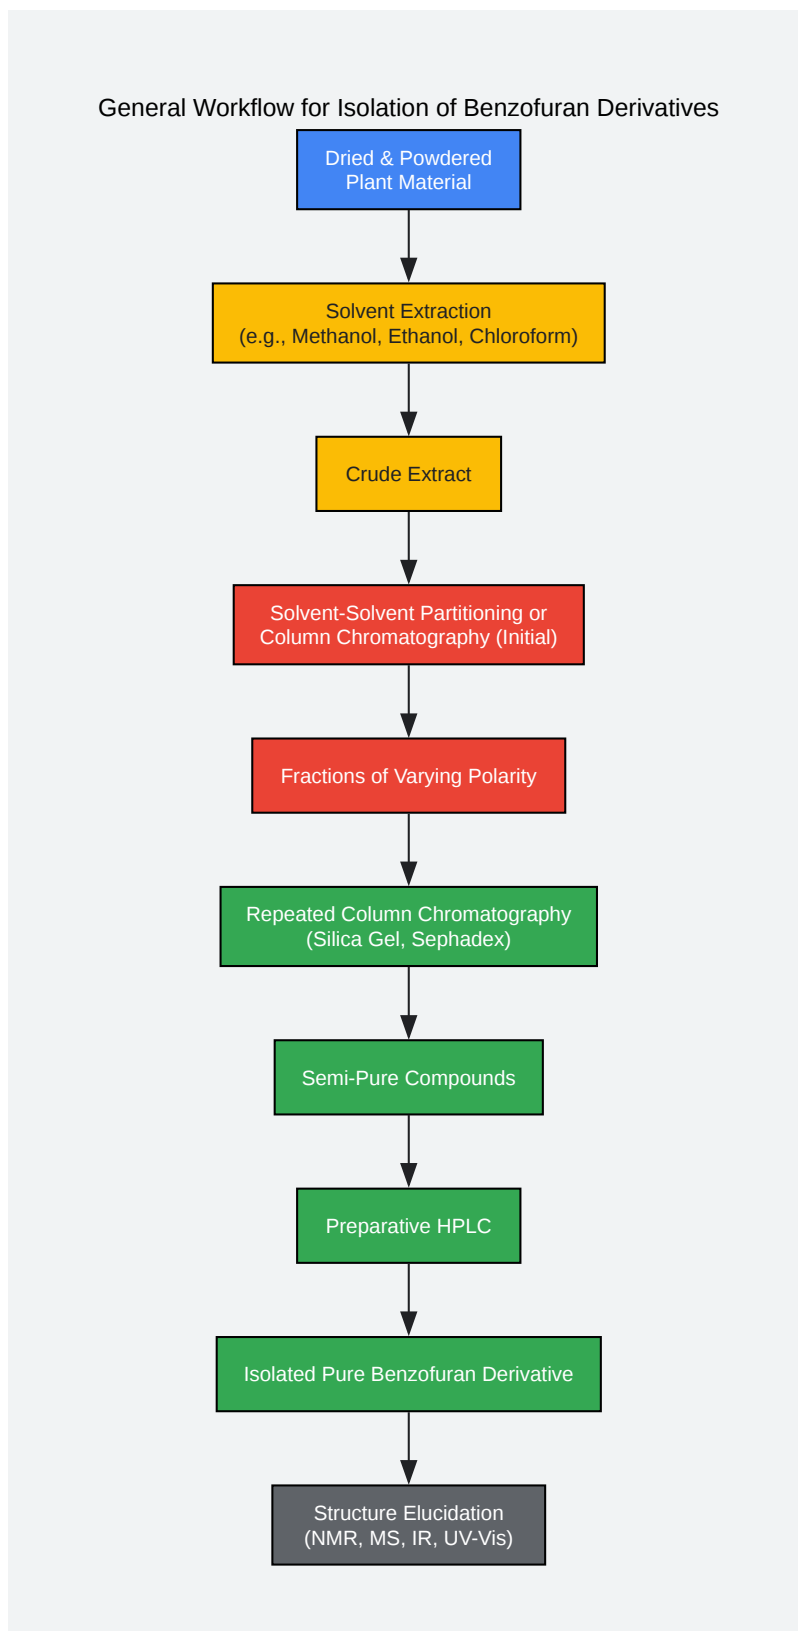 General Workflow for Isolation of Benzofuran Derivatives
Dried & Powdered
Plant Material
Solvent Extraction
(e.g., Methanol, Ethanol, Chloroform)
Crude Extract
Solvent-Solvent Partitioning or
Column Chromatography (Initial)
Fractions of Varying Polarity
Repeated Column Chromatography
(Silica Gel, Sephadex)
Semi-Pure Compounds
Preparative HPLC
Isolated Pure Benzofuran Derivative
Structure Elucidation
(NMR, MS, IR, UV-Vis)